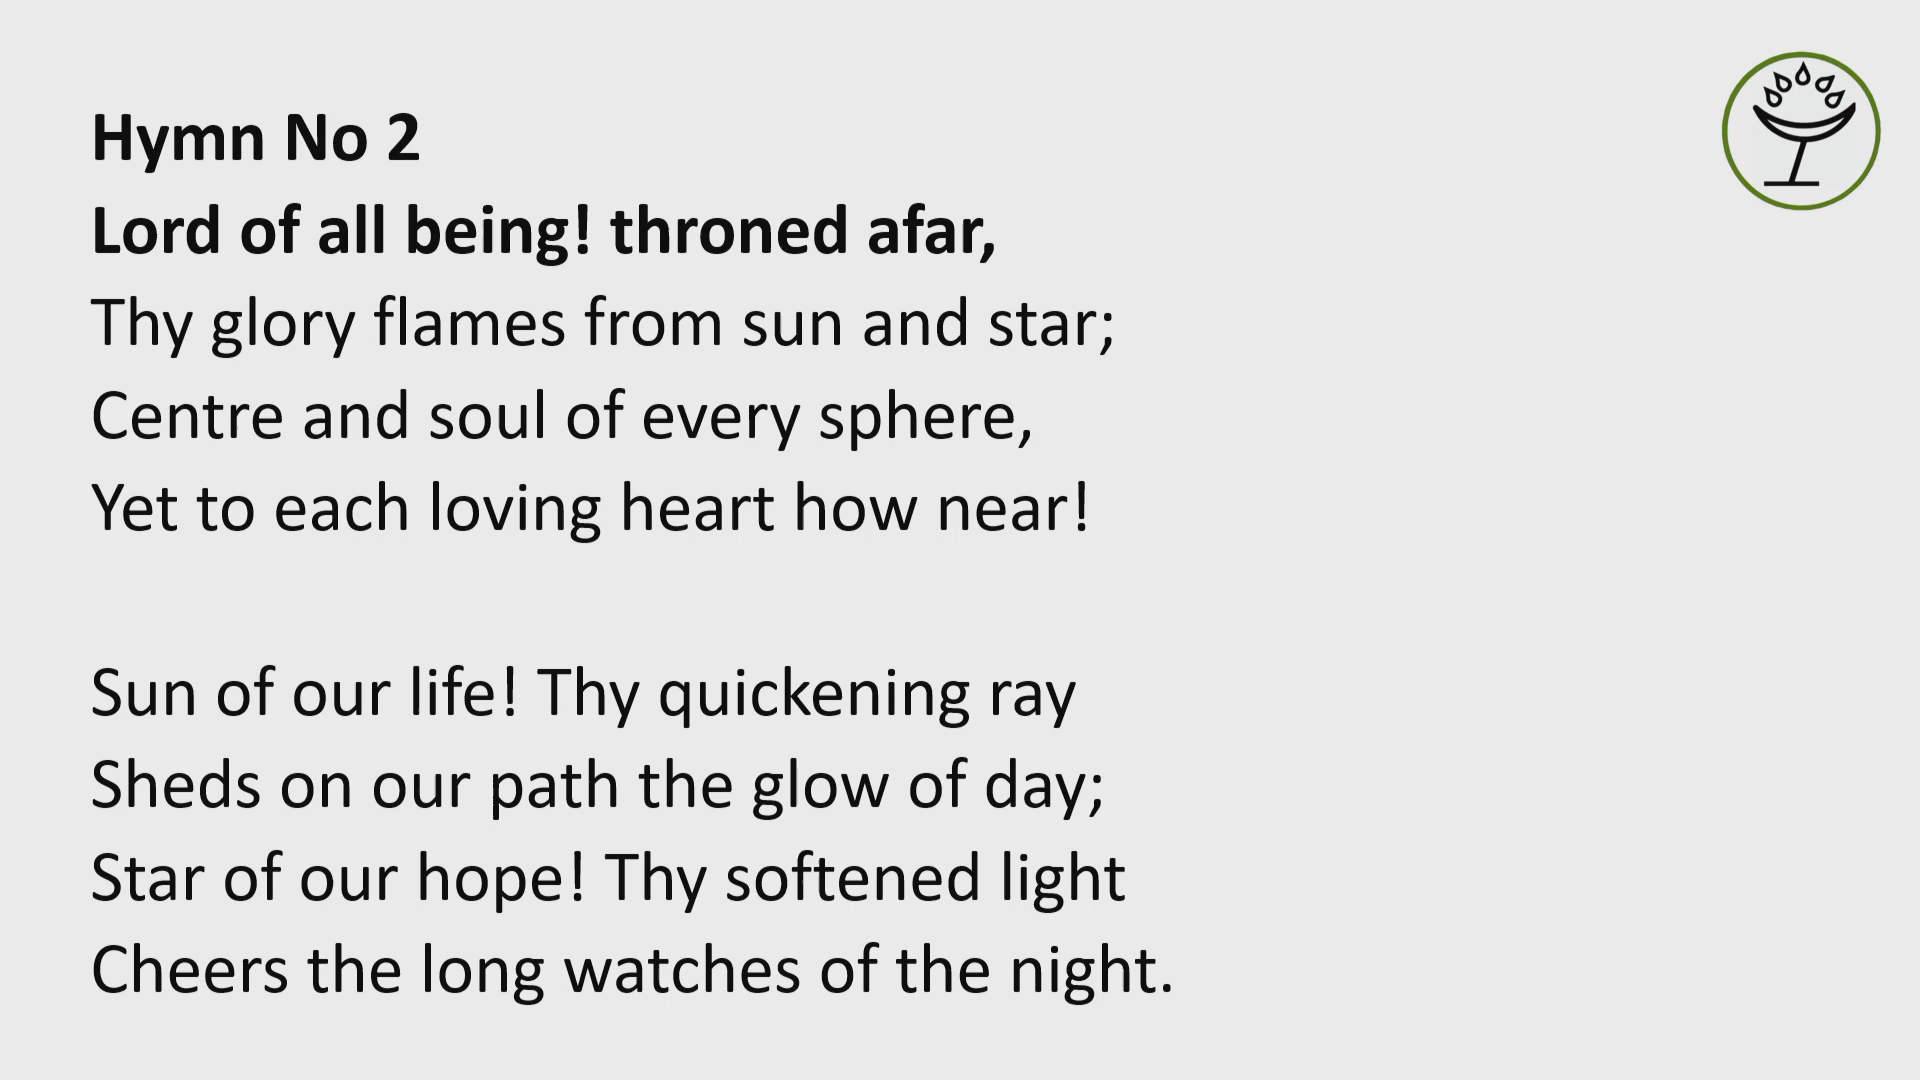 Hymn No 2
Lord of all being! throned afar,
Thy glory flames from sun and star;
Centre and soul of every sphere,
Yet to each loving heart how near!
Sun of our life! Thy quickening ray
Sheds on our path the glow of day;
Star of our hope! Thy softened light
Cheers the long watches of the night.